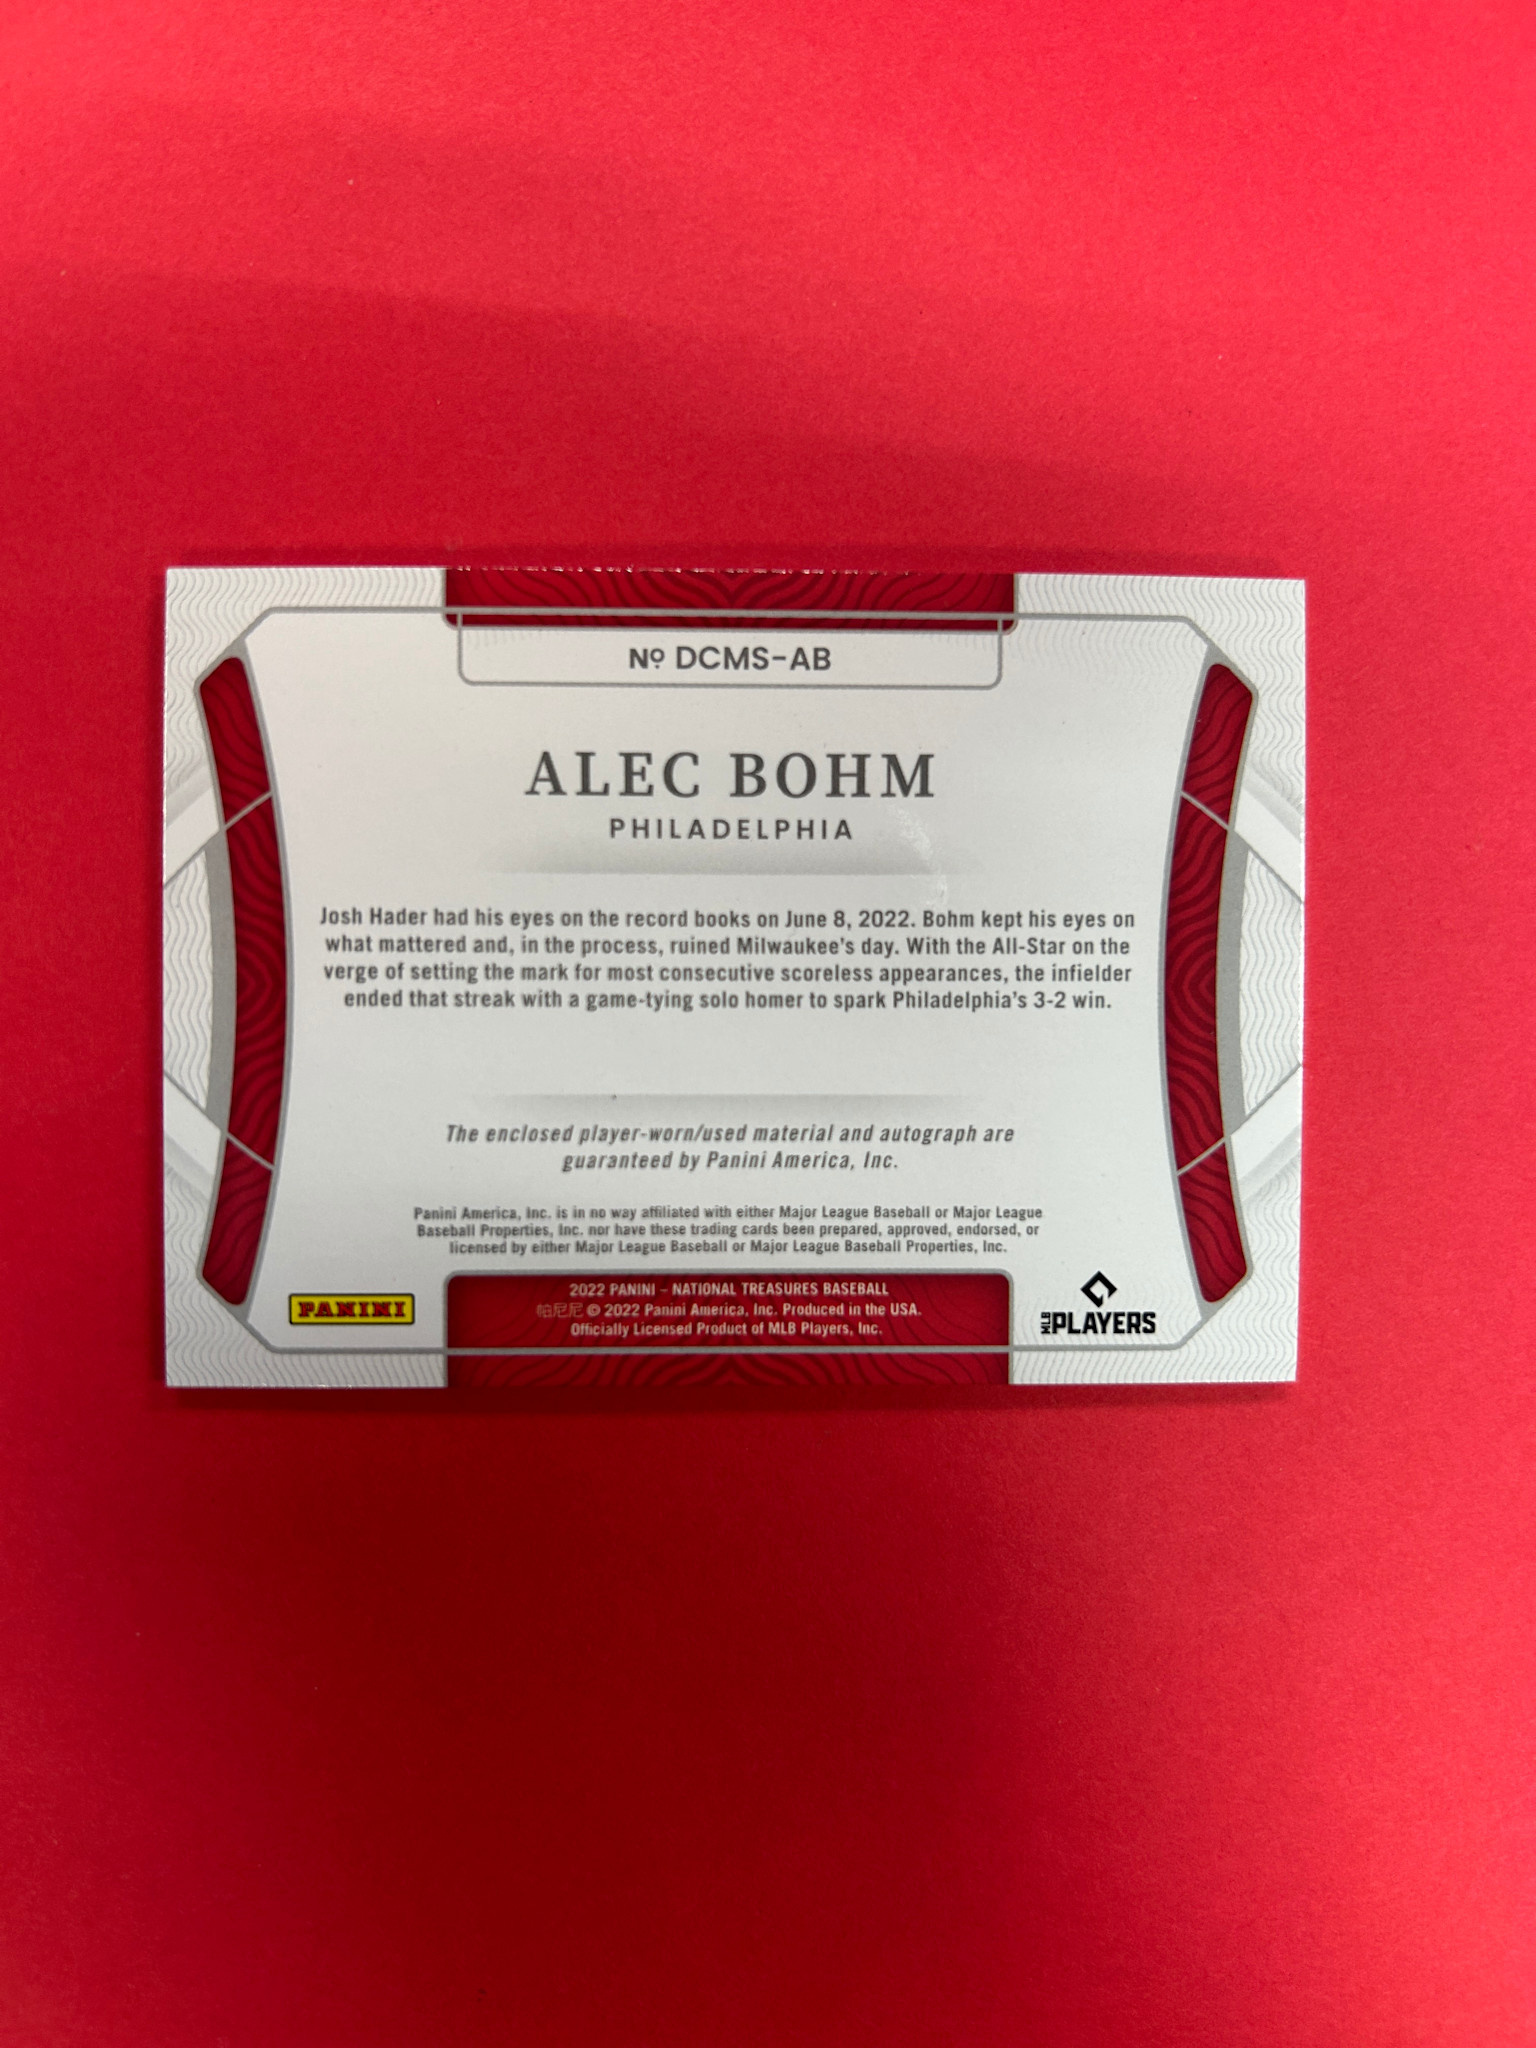 Nº DCMS-AB
ALEC BOHM
PHILADELPHIA
Josh Hader had his eyes on the record books on June 8, 2022. Bohm kept his eyes on
what mattered and, in the process, ruined Milwaukee's day. With the All-Star on the
verge of setting the mark for most consecutive scoreless appearances, the infielder
ended that streak with a game-tying solo homer to spark Philadelphia's 3-2 win.
The enclosed player-worn/used material and autograph are
guaranteed by Panini America, Inc.
Panini America, Inc. is in no way affiliated with either Major League Baseball or Major League
Baseball Properties, Inc. nor have these trading cards been prepared, approved, endorsed, or
licensed by either Major League Baseball or Major League Baseball Properties, Inc.
PANINI
2022 PANINI – NATIONAL TREASURES BASEBALL
帕尼尼 © 2022 Panini America, Inc. Produced in the USA.
Officially Licensed Product of MLB Players, Inc.
MLB PLAYERS